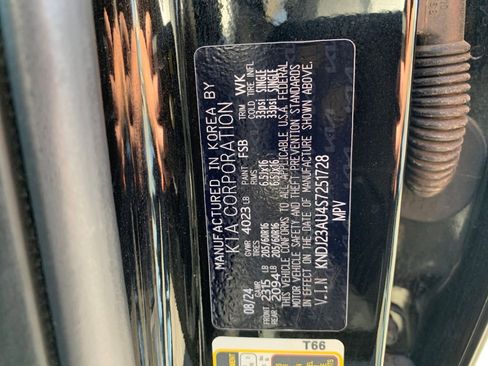 MANUFACTURED IN KOREA BY
KIA CORPORATION
08/24 GVWR 4023 LB PAINT FSB TRIM WK
GAWR TIRES RIMS COLD TIRE INFL
FRONT 2315 LB 205/60R16 6.5Jx16 33psi SINGLE
REAR 2094 LB 205/60R16 6.5Jx16 33psi SINGLE
THIS VEHICLE CONFORMS TO ALL APPLICABLE U.S.A. FEDERAL
MOTOR VEHICLE SAFETY AND THEFT PREVENTION STANDARDS
IN EFFECT ON THE DATE OF MANUFACTURE SHOWN ABOVE.
V.I.N KNDJ23AU4S7251728
MPV
T66